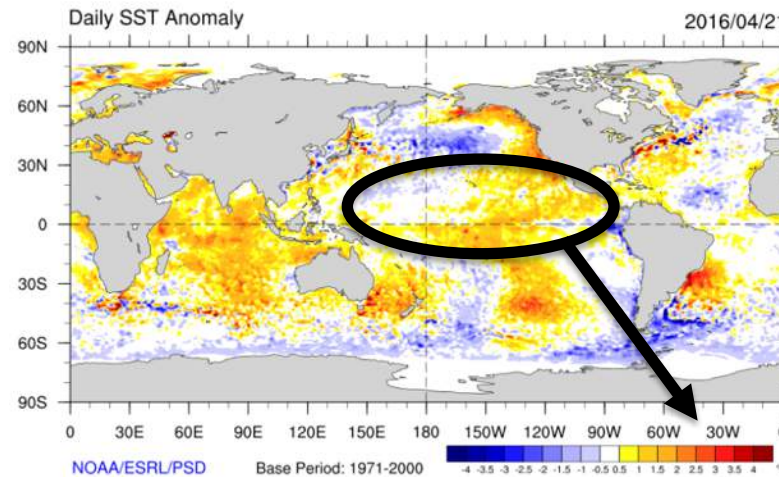 Daily SST Anomaly 2016/04/21
90N
60N
30N
0
30S
60S
90S
0 30E 60E 90E 120E 150E 180 150W 120W 90W 60W 30W
NOAA/ESRL/PSD Base Period: 1971-2000 -4 -3.5 -3 -2.5 -2 -1.5 -1 -0.5 0.5 1 1.5 2 2.5 3 3.5 4